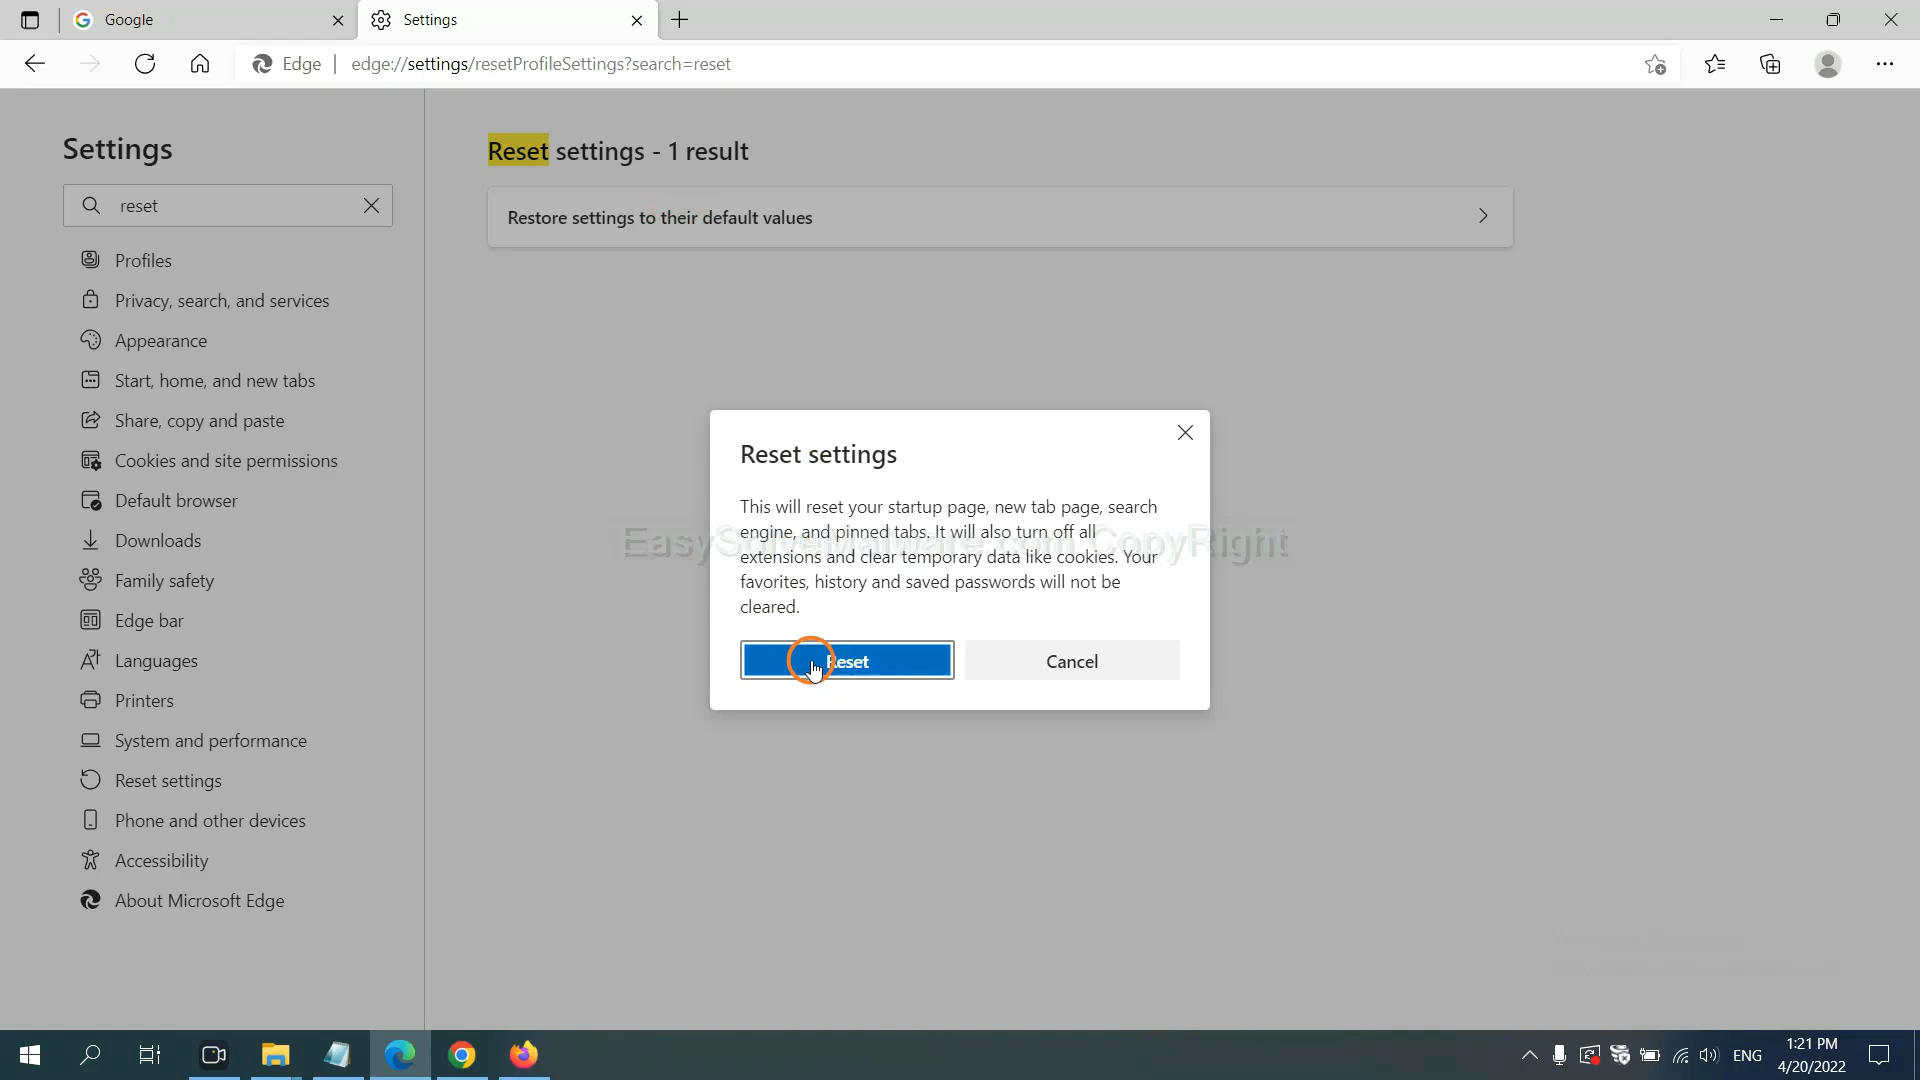 Google
Settings
Edge
edge://settings/resetProfileSettings?search=reset
Settings
reset
Profiles
Privacy, search, and services
Appearance
Start, home, and new tabs
Share, copy and paste
Cookies and site permissions
Default browser
Downloads
Family safety
Edge bar
Languages
Printers
System and performance
Reset settings
Phone and other devices
Accessibility
About Microsoft Edge
Reset settings - 1 result
Restore settings to their default values
Reset settings
This will reset your startup page, new tab page, search
engine, and pinned tabs. It will also turn off all
extensions and clear temporary data like cookies. Your
favorites, history and saved passwords will not be
cleared.
EasySolveMalware.com CopyRight
Reset
Cancel
ENG
1:21 PM
4/20/2022